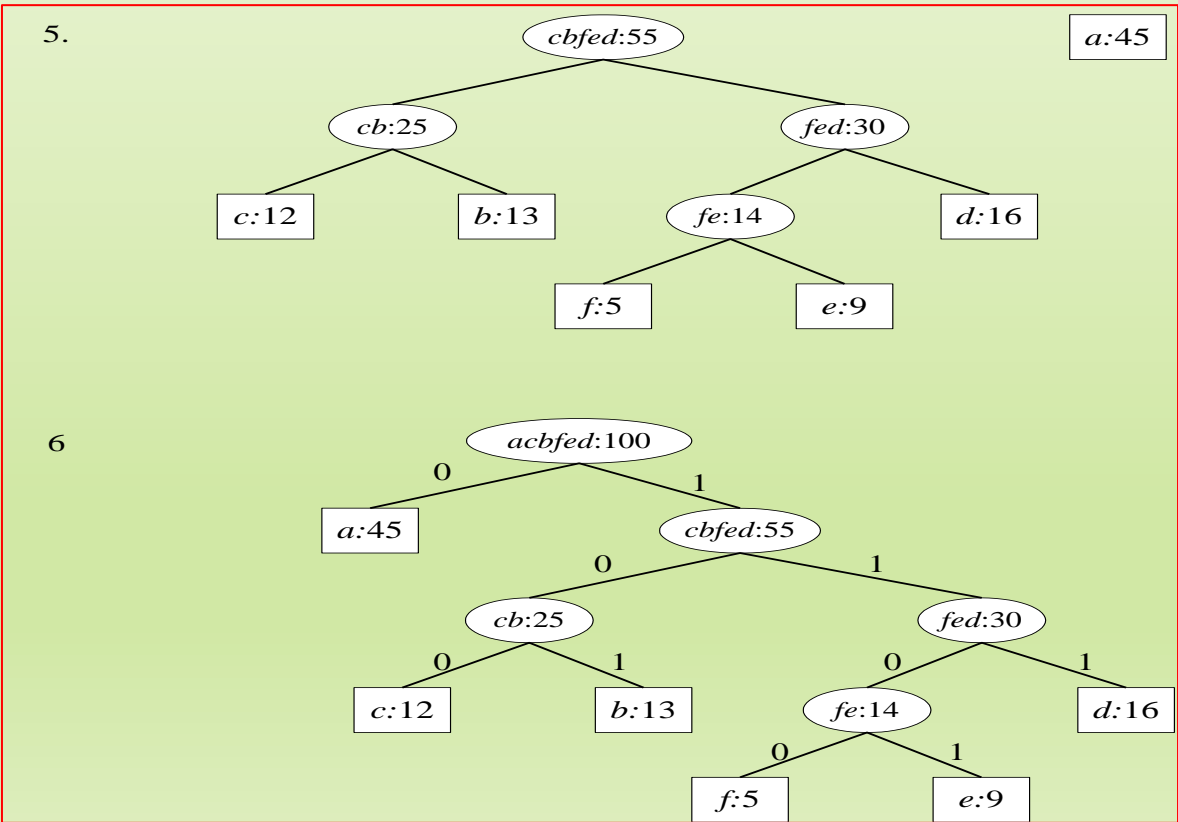 5.
cbfed:55 a:45
cb:25 fed:30
c:12 b:13 fe:14 d:16
f:5 e:9
6
acbfed:100
0 1
a:45 cbfed:55
0 1
cb:25 fed:30
0 1 0 1
c:12 b:13 fe:14 d:16
0 1
f:5 e:9